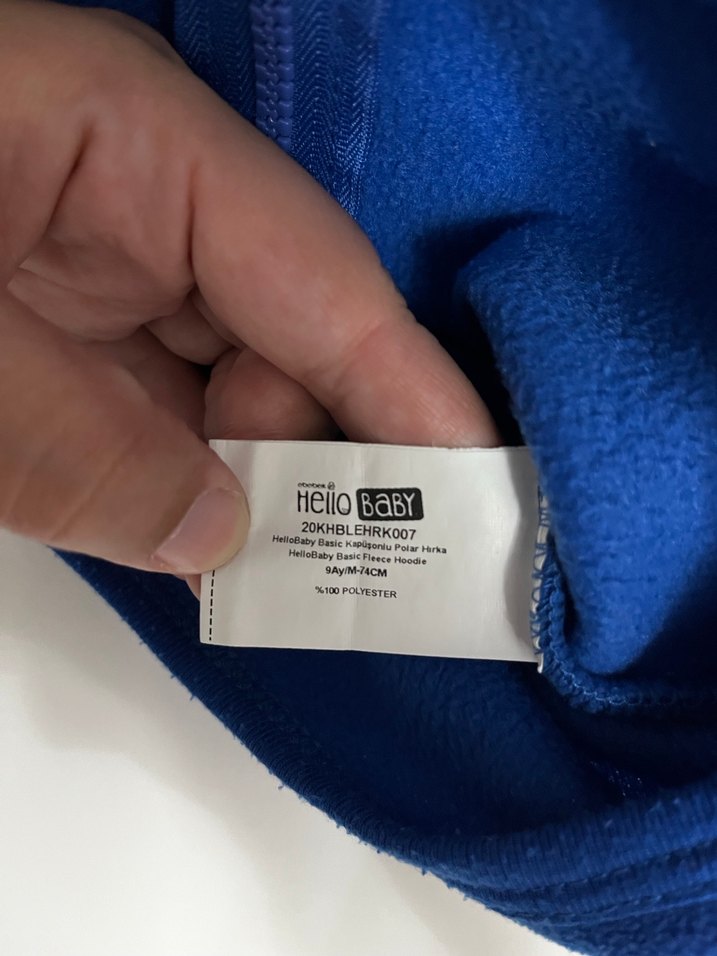 ebebek
Hello BaBY
20KHBLEHRK007
HelloBaby Basic Kapüşonlu Polar Hırka
HelloBaby Basic Fleece Hoodie
9Ay/M-74CM
%100 POLYESTER